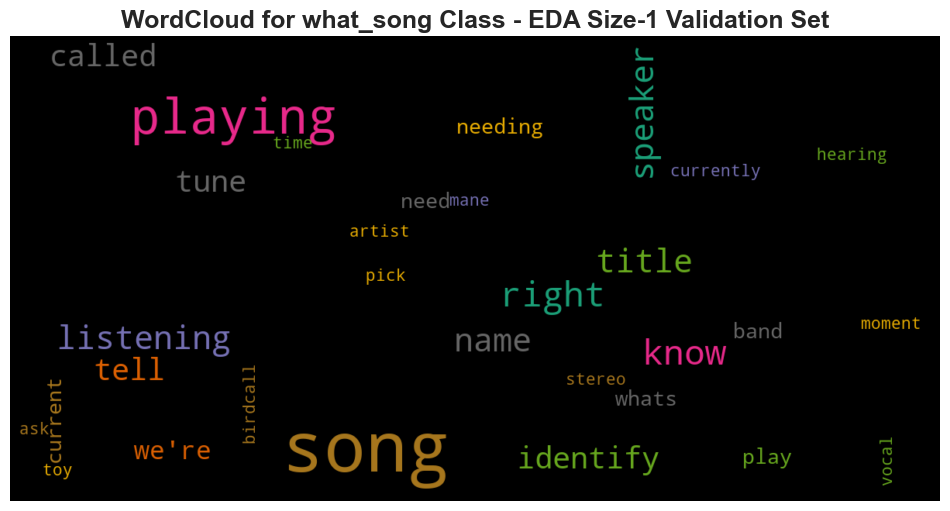 WordCloud for what_song Class - EDA Size-1 Validation Set
called
playing
time
needing
speaker
hearing
currently
tune
need
mane
artist
pick
title
right
listening
name
know
band
moment
tell
stereo
whats
current
birdcall
ask
toy
we're
song
identify
play
vocal